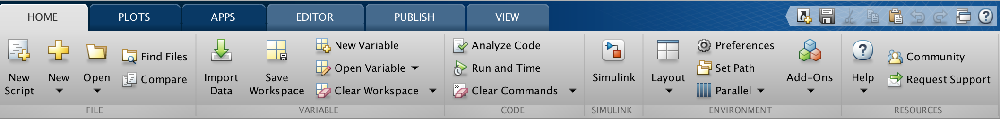 HOME PLOTS APPS EDITOR PUBLISH VIEW
New Script
New
Open
Find Files
Compare
FILE
Import Data
Save Workspace
New Variable
Open Variable
Clear Workspace
VARIABLE
Analyze Code
Run and Time
Clear Commands
CODE
Simulink
SIMULINK
Layout
Preferences
Set Path
Parallel
Add-Ons
ENVIRONMENT
Help
Community
Request Support
RESOURCES